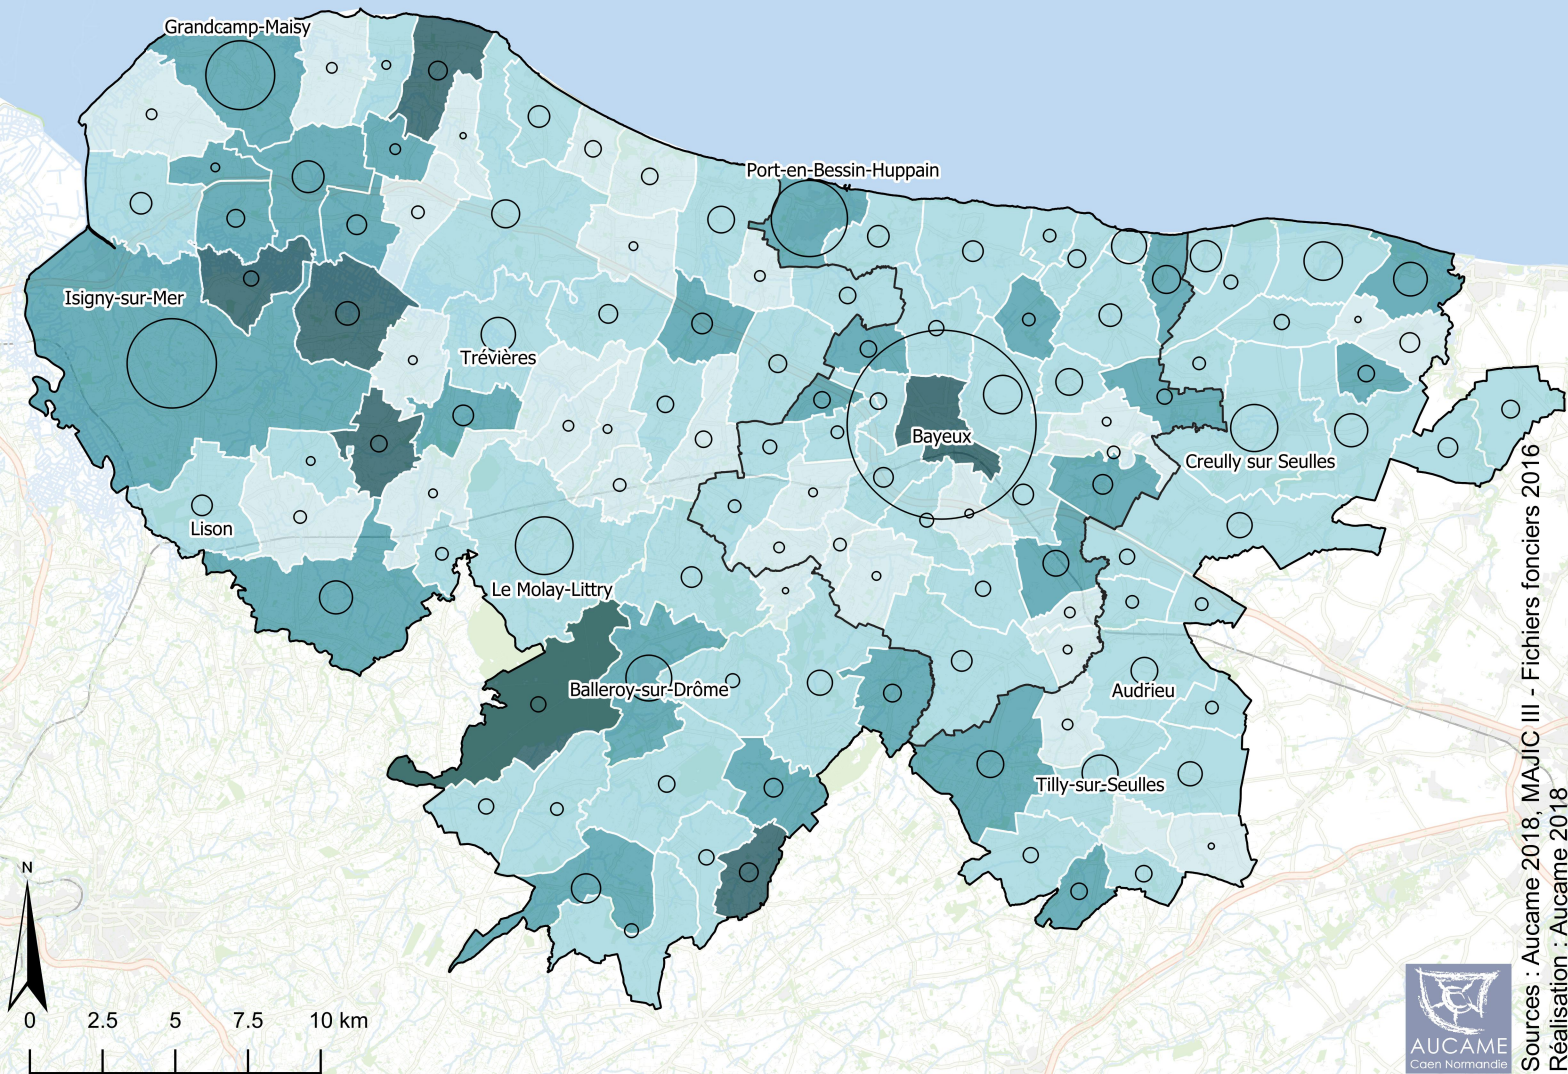 Grandcamp-Maisy
Port-en-Bessin-Huppain
Isigny-sur-Mer
Trévières
Bayeux
Creully sur Seulles
Lison
Le Molay-Littry
Balleroy-sur-Drôme
Audrieu
Tilly-sur-Seulles
N
0 2.5 5 7.5 10 km
AUCAME
Caen Normandie
Sources : Aucame 2018, MAJIC III - Fichiers fonciers 2016
Réalisation : Aucame 2018